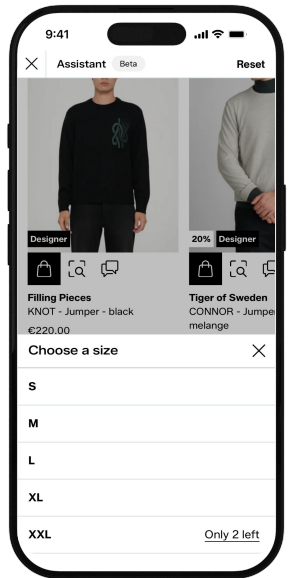 9:41
Assistant Beta Reset
Designer
20% Designer
Filling Pieces
KNOT - Jumper - black
€220.00
Tiger of Sweden
CONNOR - Jumper
melange
Choose a size
S
M
L
XL
XXL Only 2 left